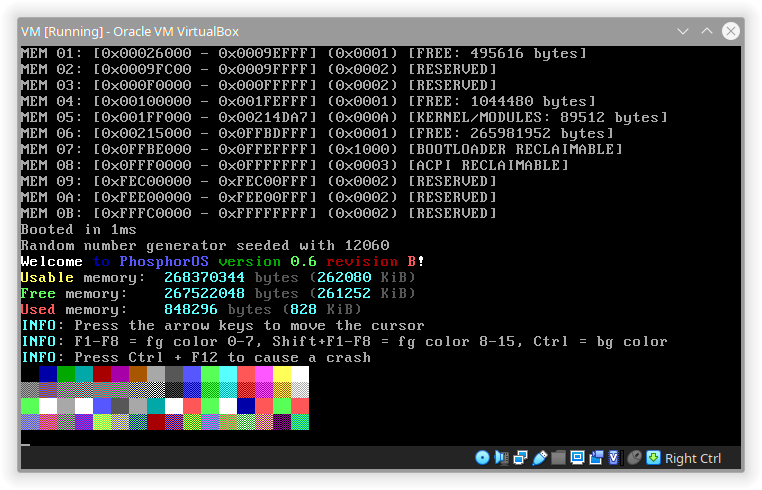 VM [Running] - Oracle VM VirtualBox
MEM 01: [0x00026000 - 0x0009EFFF] (0x0001) [FREE: 495616 bytes]
MEM 02: [0x0009FC00 - 0x0009FFFF] (0x0002) [RESERVED]
MEM 03: [0x000F0000 - 0x000FFFFF] (0x0002) [RESERVED]
MEM 04: [0x00100000 - 0x001FEFFF] (0x0001) [FREE: 1044480 bytes]
MEM 05: [0x001FF000 - 0x00214DA7] (0x000A) [KERNEL/MODULES: 89512 bytes]
MEM 06: [0x00215000 - 0x0FFBDFFF] (0x0001) [FREE: 265981952 bytes]
MEM 07: [0x0FFBE000 - 0x0FFEFFFF] (0x1000) [BOOTLOADER RECLAIMABLE]
MEM 08: [0x0FFF0000 - 0x0FFFFFFF] (0x0003) [ACPI RECLAIMABLE]
MEM 09: [0xFEC00000 - 0xFEC00FFF] (0x0002) [RESERVED]
MEM 0A: [0xFEE00000 - 0xFEE00FFF] (0x0002) [RESERVED]
MEM 0B: [0xFFFC0000 - 0xFFFFFFFF] (0x0002) [RESERVED]
Booted in 1ms
Random number generator seeded with 12060
Welcome to PhosphorOS version 0.6 revision B!
Usable memory: 268370344 bytes (262080 KiB)
Free memory: 267522048 bytes (261252 KiB)
Used memory: 848296 bytes (828 KiB)
INFO: Press the arrow keys to move the cursor
INFO: F1-F8 = fg color 0-7, Shift+F1-F8 = fg color 8-15, Ctrl = bg color
INFO: Press Ctrl + F12 to cause a crash
Right Ctrl